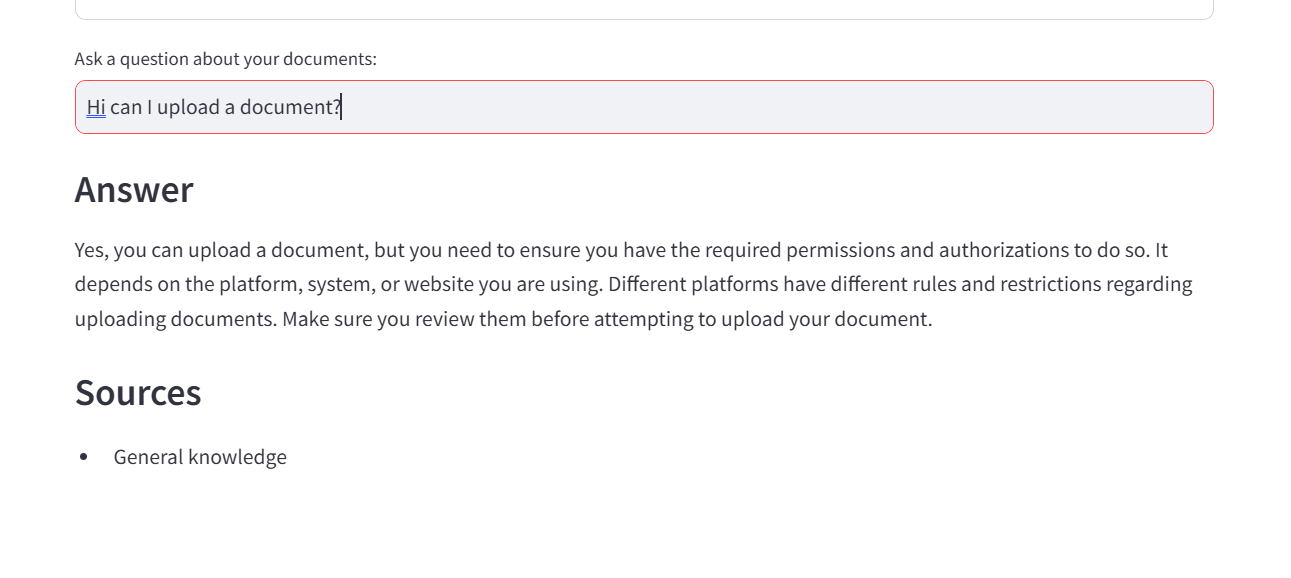 Ask a question about your documents:
Hi can I upload a document?
Answer
Yes, you can upload a document, but you need to ensure you have the required permissions and authorizations to do so. It
depends on the platform, system, or website you are using. Different platforms have different rules and restrictions regarding
uploading documents. Make sure you review them before attempting to upload your document.
Sources
• General knowledge